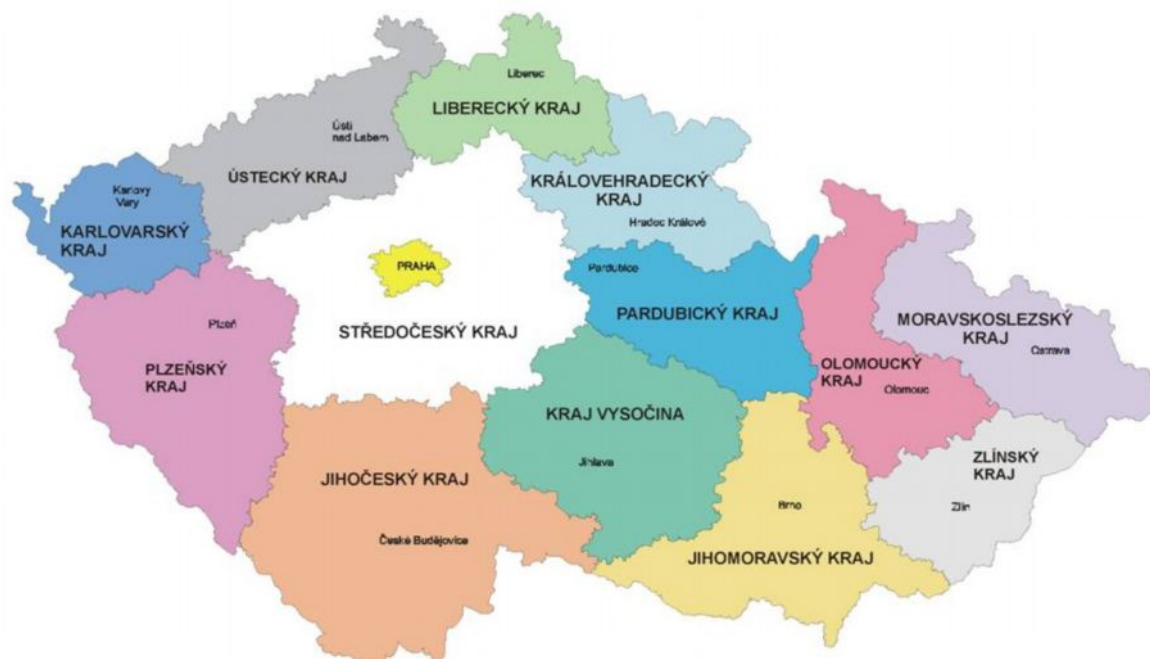 Liberec
LIBERECKÝ KRAJ
Ústí
nad Labem
ÚSTECKÝ KRAJ
Karlovy
Vary
KARLOVARSKÝ
KRAJ
KRÁLOVEHRADECKÝ
KRAJ
Hradec Králové
PRAHA
Pardubice
PARDUBICKÝ KRAJ
STŘEDOČESKÝ KRAJ
Plzeň
PLZEŇSKÝ
KRAJ
MORAVSKOSLEZSKÝ
KRAJ
Ostrava
OLOMOUCKÝ
KRAJ
Olomouc
KRAJ VYSOČINA
Jihlava
JIHOČESKÝ KRAJ
České Budějovice
ZLÍNSKÝ
KRAJ
Zlín
Brno
JIHOMORAVSKÝ KRAJ